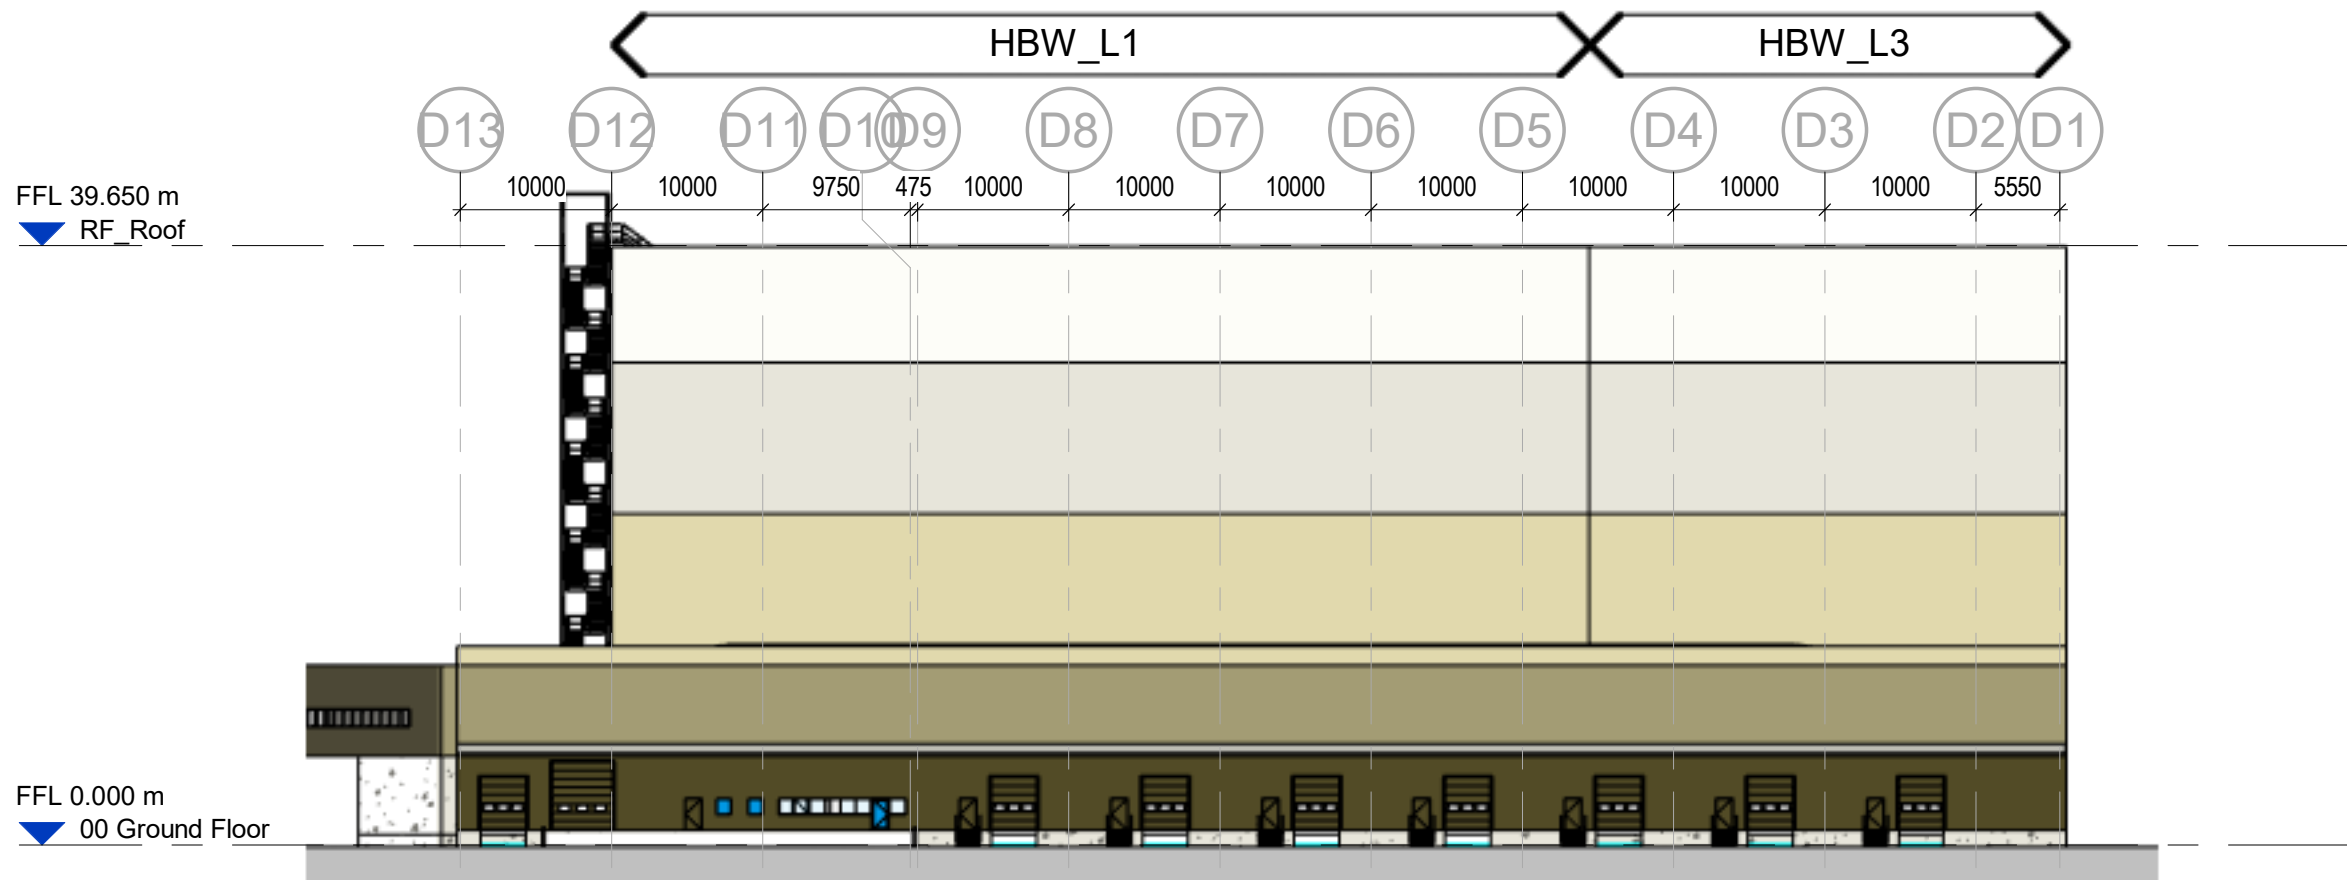 HBW_L1 HBW_L3
D13 D12 D11 D10 D9 D8 D7 D6 D5 D4 D3 D2 D1
10000 10000 9750 475 10000 10000 10000 10000 10000 10000 10000 5550
FFL 39.650 m
RF_Roof
FFL 0.000 m
00 Ground Floor